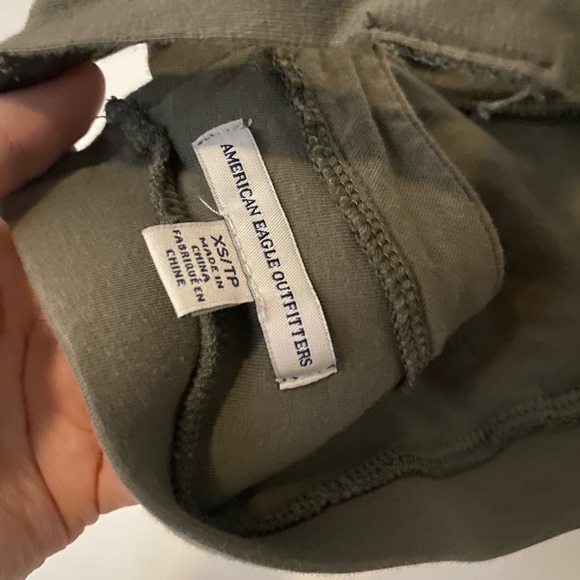 AMERICAN EAGLE OUTFITTERS
XS/TP
MADE IN
CHINA
FABRIQUÉ EN
CHINE